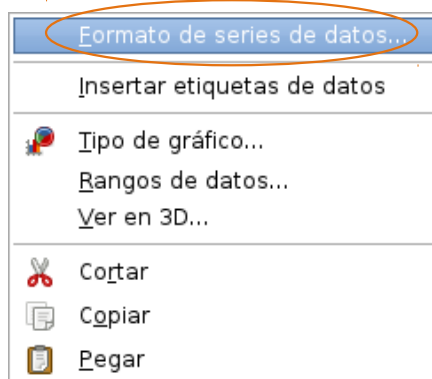 Formato de series de datos...
Insertar etiquetas de datos
Tipo de gráfico...
Rangos de datos...
Ver en 3D...
Cortar
Copiar
Pegar